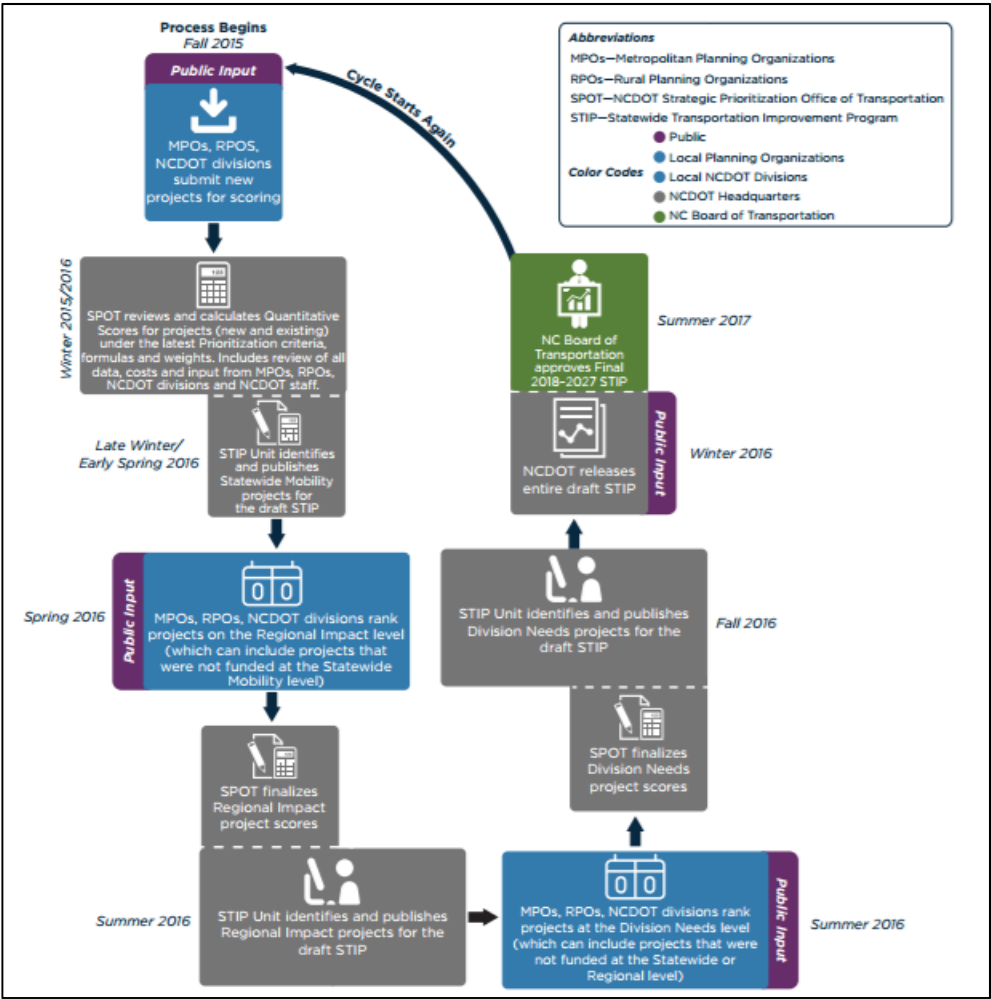 Process Begins
Fall 2015
Public Input
MPOs, RPOS,
NCDOT divisions
submit new
projects for scoring
Cycle Starts Again
Abbreviations
MPOs—Metropolitan Planning Organizations
RPOs—Rural Planning Organizations
SPOT—NCDOT Strategic Prioritization Office of Transportation
STIP—Statewide Transportation Improvement Program
Color Codes
Public
Local Planning Organizations
Local NCDOT Divisions
NCDOT Headquarters
NC Board of Transportation
Winter 2015/2016
SPOT reviews and calculates Quantitative
Scores for projects (new and existing)
under the latest Prioritization criteria,
formulas and weights. Includes review of all
data, costs and input from MPOs, RPOs,
NCDOT divisions and NCDOT staff.
Late Winter/
Early Spring 2016
STIP Unit identifies
and publishes
Statewide Mobility
projects for
the draft STIP
Spring 2016
Public Input
0 0
MPOs, RPOs, NCDOT divisions rank
projects on the Regional Impact level
(which can include projects that
were not funded at the Statewide
Mobility level)
SPOT finalizes
Regional Impact
project scores
Summer 2016
STIP Unit identifies and publishes
Regional Impact projects for the
draft STIP
0 0
MPOs, RPOs, NCDOT divisions rank
projects at the Division Needs level
(which can include projects that were
not funded at the Statewide or
Regional level)
Public Input
Summer 2016
SPOT finalizes
Division Needs
project scores
STIP Unit identifies and publishes
Division Needs projects for the
draft STIP
Fall 2016
NCDOT releases
entire draft STIP
Public Input
Winter 2016
NC Board of
Transportation
approves Final
2018–2027 STIP
Summer 2017